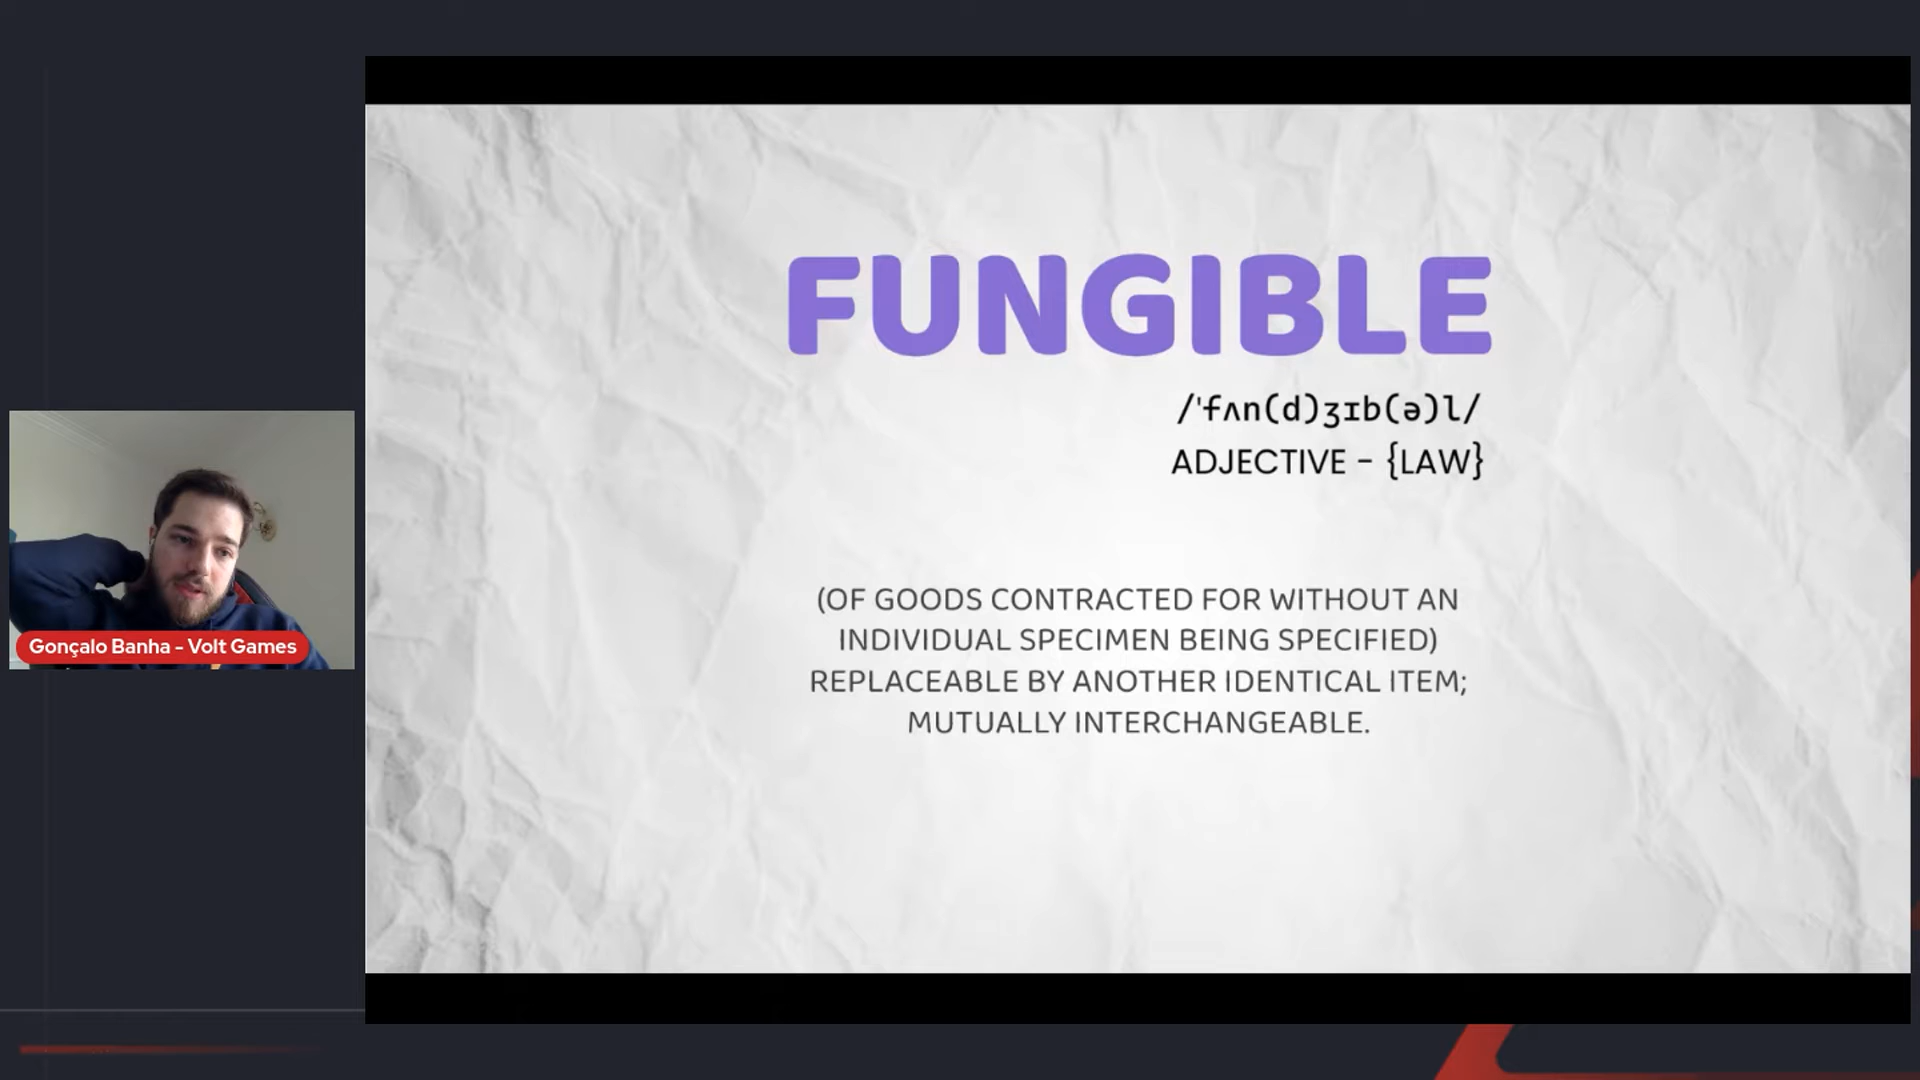 FUNGIBLE
/ˈfʌn(d)ʒɪb(ə)l/
ADJECTIVE - {LAW}
(OF GOODS CONTRACTED FOR WITHOUT AN
INDIVIDUAL SPECIMEN BEING SPECIFIED)
REPLACEABLE BY ANOTHER IDENTICAL ITEM;
MUTUALLY INTERCHANGEABLE.
Gonçalo Banha - Volt Games